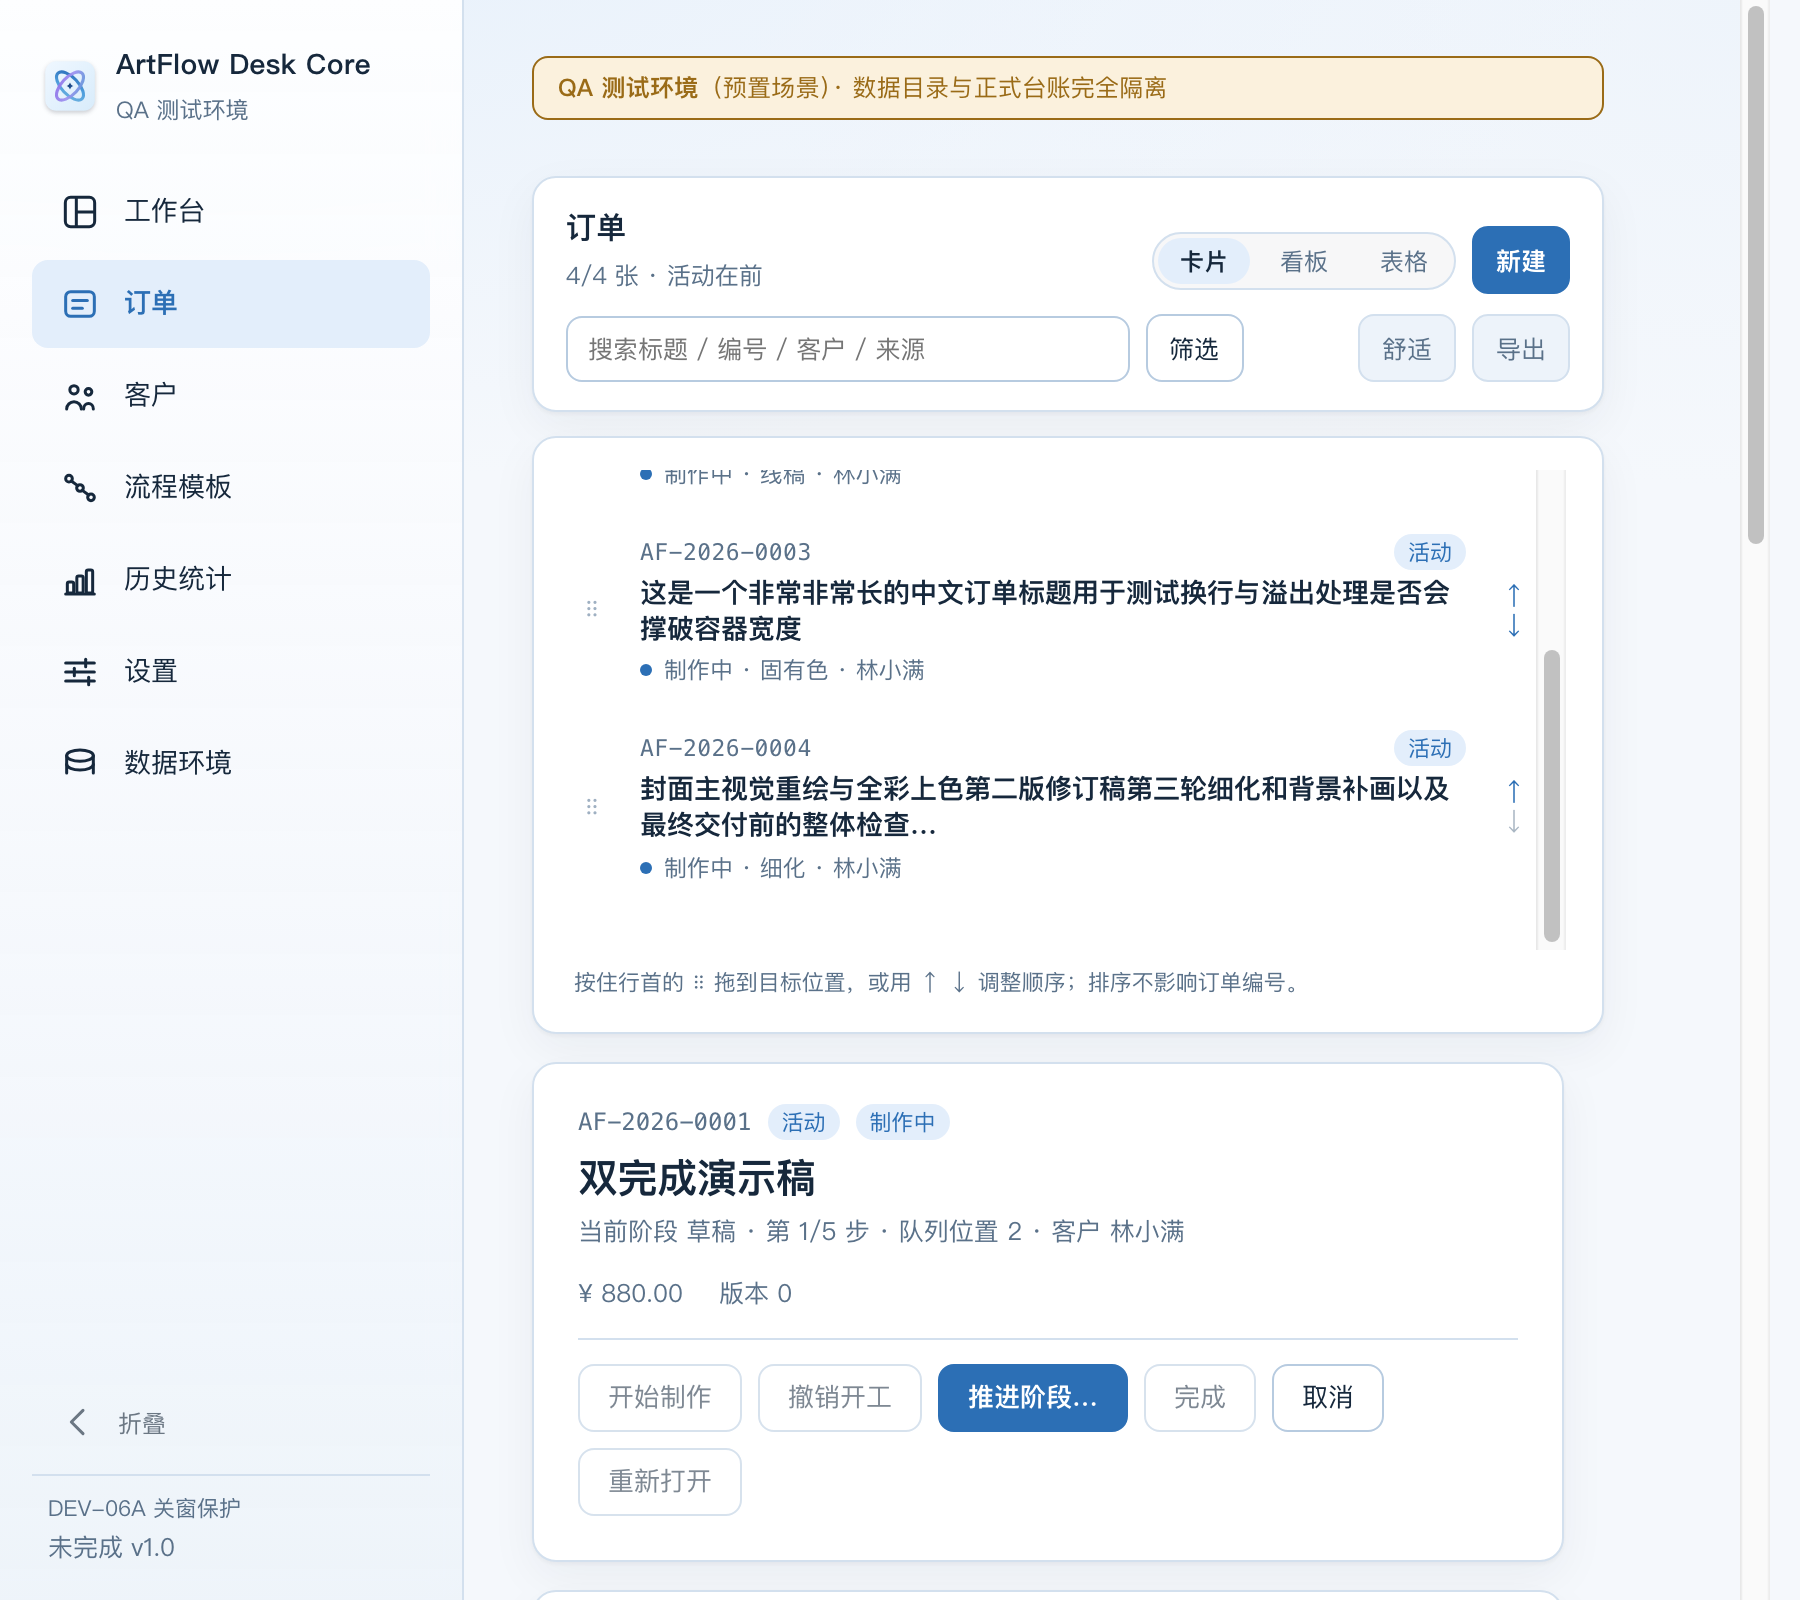 ArtFlow Desk Core
QA 测试环境
工作台
订单
客户
流程模板
历史统计
设置
数据环境
折叠
DEV-06A 关窗保护
未完成 v1.0
QA 测试环境（预置场景）· 数据目录与正式台账完全隔离
订单
4/4 张 · 活动在前
卡片 看板 表格 新建
搜索标题 / 编号 / 客户 / 来源 筛选 舒适 导出
制作中 · 线稿 · 林小满
AF-2026-0003 活动
这是一个非常非常长的中文订单标题用于测试换行与溢出处理是否会
撑破容器宽度
↑
↓
制作中 · 固有色 · 林小满
AF-2026-0004 活动
封面主视觉重绘与全彩上色第二版修订稿第三轮细化和背景补画以及
最终交付前的整体检查...
↑
↓
制作中 · 细化 · 林小满
按住行首的 ⠿ 拖到目标位置，或用 ↑ ↓ 调整顺序；排序不影响订单编号。
AF-2026-0001 活动 制作中
双完成演示稿
当前阶段 草稿 · 第 1/5 步 · 队列位置 2 · 客户 林小满
¥ 880.00 版本 0
开始制作 撤销开工 推进阶段... 完成 取消
重新打开